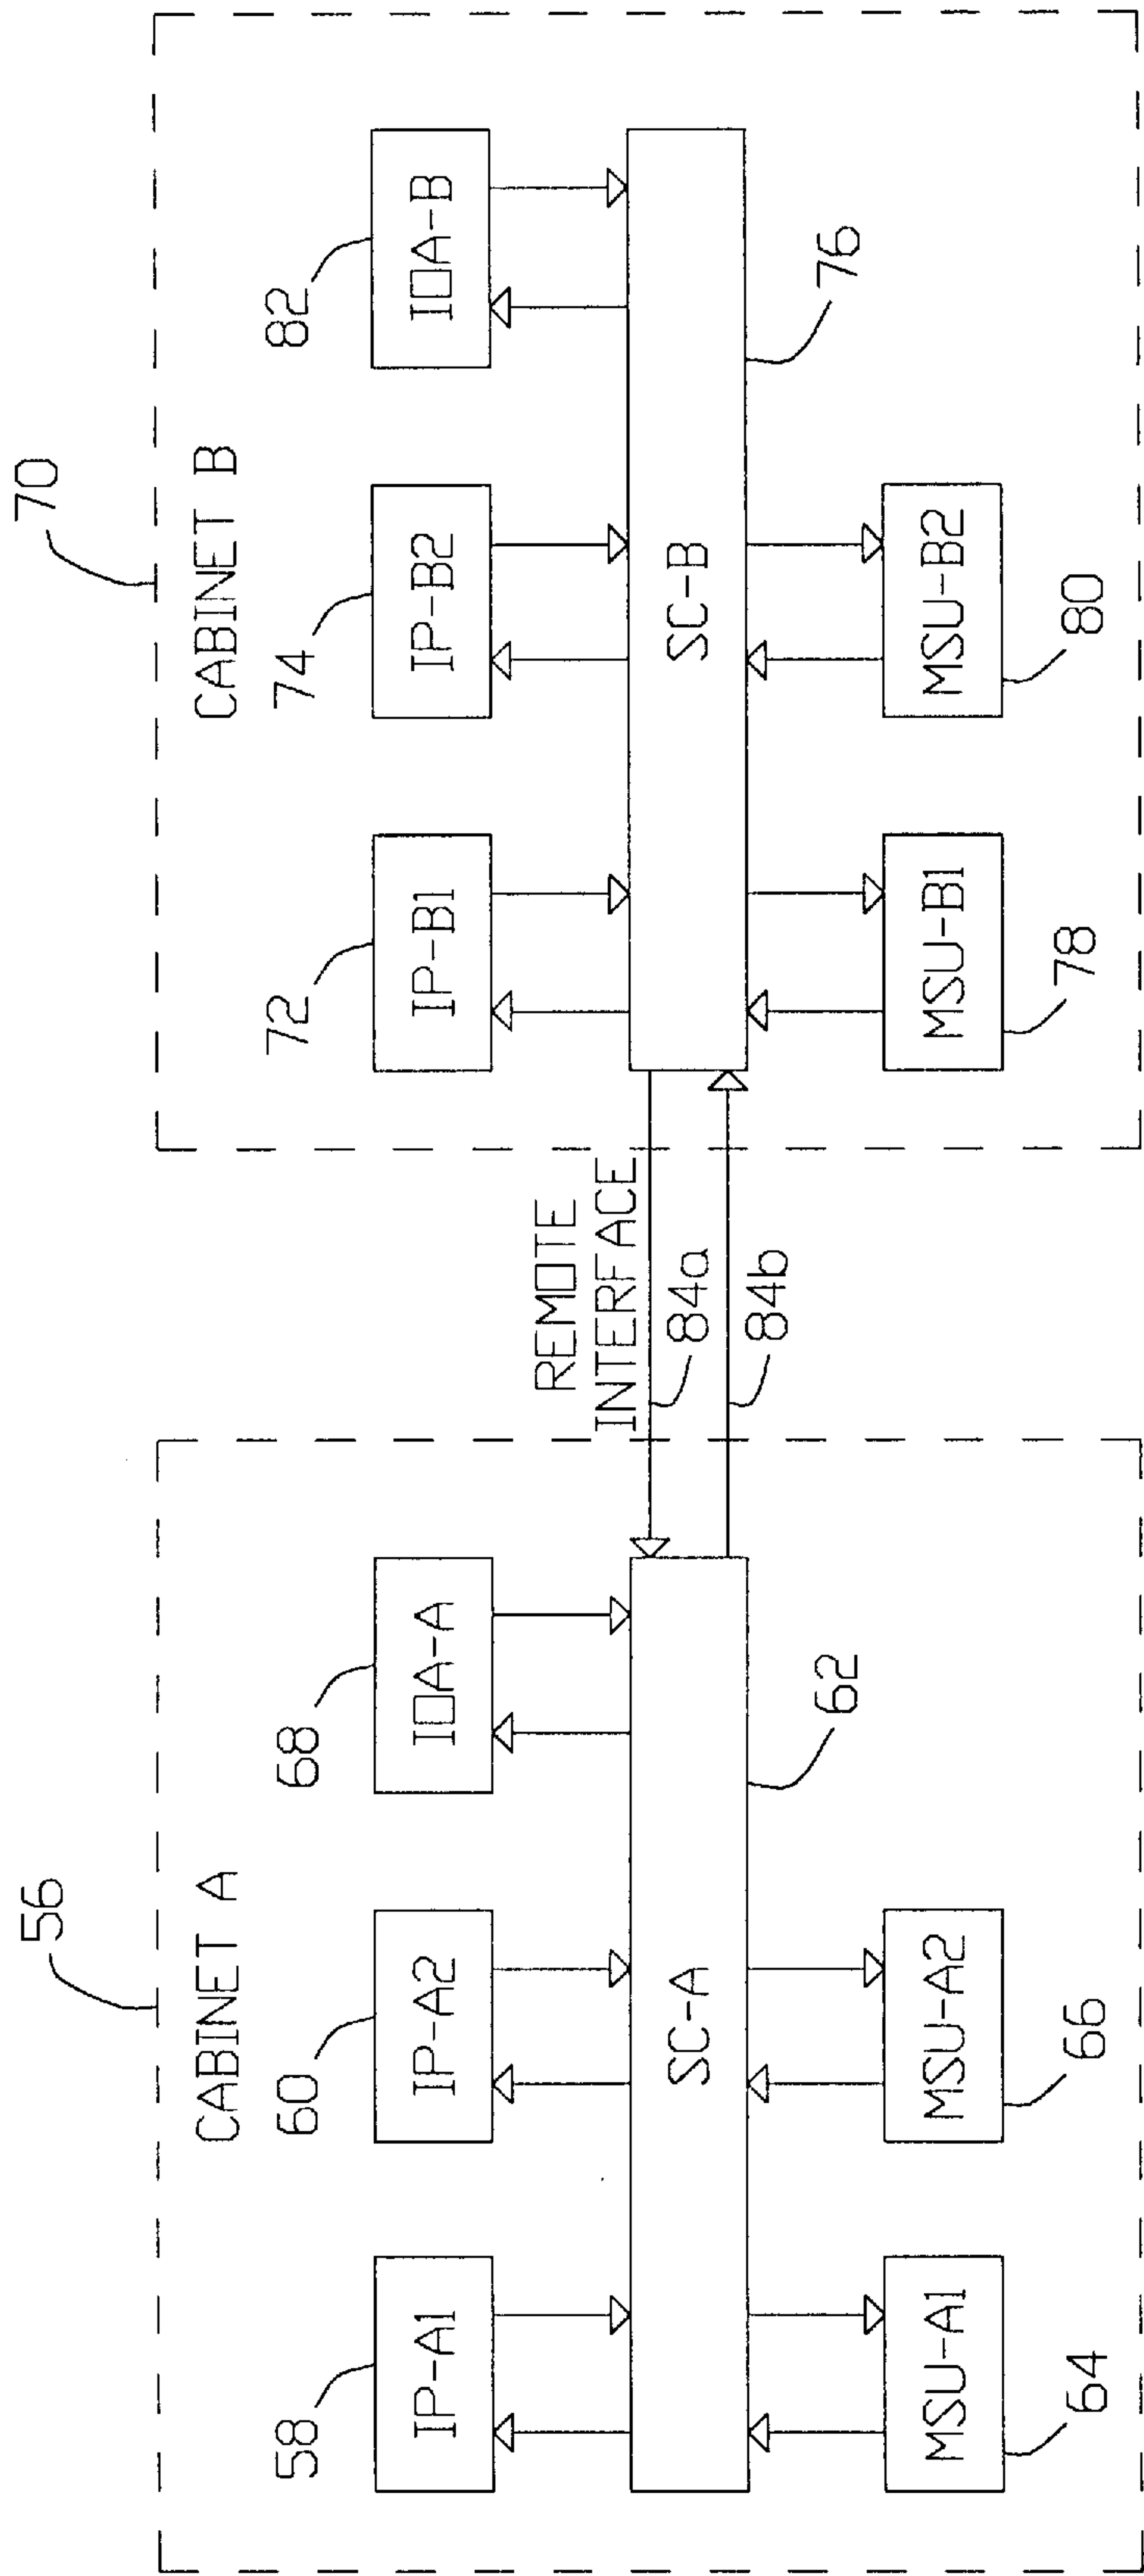 56
70
CABINET A
CABINET B
58
60
68
72
74
82
IP-A1
IP-A2
IOA-A
IP-B1
IP-B2
IOA-B
REMOTE
INTERFACE
SC-A
SC-B
84a
84b
62
76
MSU-A1
MSU-A2
MSU-B1
MSU-B2
64
66
78
80